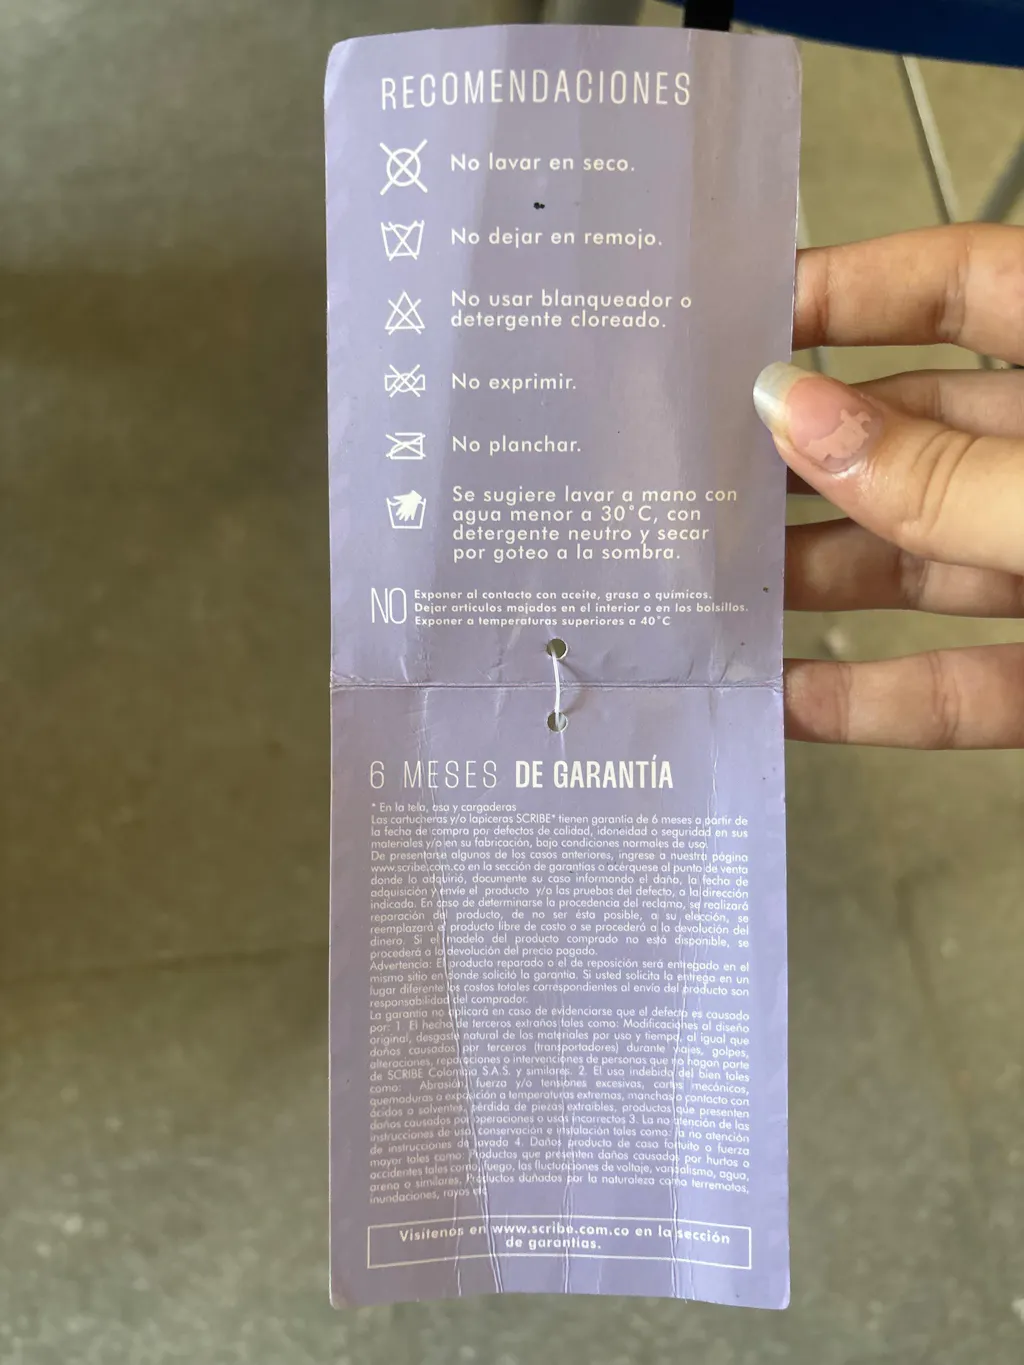 RECOMENDACIONES
No lavar en seco.
No dejar en remojo.
No usar blanqueador o
detergente cloreado.
No exprimir.
No planchar.
Se sugiere lavar a mano con
agua menor a 30°C, con
detergente neutro y secar
por goteo a la sombra.
NO
Exponer al contacto con aceite, grasa o químicos.
Dejar artículos mojados en el interior o en los bolsillos.
Exponer a temperaturas superiores a 40°C
6 MESES DE GARANTÍA
* En la tela, asa y cargaderas
Las cartucheras y/o lapiceras SCRIBE* tienen garantía de 6 meses a partir de
la fecha de compra por defectos de calidad, idoneidad o seguridad en sus
materiales y/o en su fabricación, bajo condiciones normales de uso.
De presentarse algunos de los casos anteriores, ingrese a nuestra página
www.scribe.com.co en la sección de garantías o acérquese al punto de venta
donde lo adquirió, documente su caso informando el daño, la fecha de
adquisición y envíe el producto y/o las pruebas del defecto, a la dirección
indicada. En caso de determinarse la procedencia del reclamo, se realizará
reparación del producto, de no ser ésta posible, a su elección, se
reemplazará el producto libre de costo o se procederá a la devolución del
dinero. Si el modelo del producto comprado no está disponible, se
procederá a la devolución del precio pagado.
Advertencia: El producto reparado o el de reposición será entregado en el
mismo sitio en donde solicitó la garantía. Si usted solicita la entrega en un
lugar diferente los costos totales correspondientes al envío del producto son
responsabilidad del comprador.
La garantía no aplicará en caso de evidenciarse que el defecto es causado
por: 1. El hecho de terceros extraños tales como: Modificaciones al diseño
original, desgaste natural de los materiales por uso y tiempo, al igual que
daños causados por terceros (transportadores) durante viajes, golpes,
alteraciones, reparaciones o intervenciones de personas que no hagan parte
de SCRIBE Colombia S.A.S. y similares. 2. El uso indebido del bien tales
como: Abrasión, fuerza y/o tensiones excesivas, cortes mecánicos,
quemaduras o exposición a temperaturas extremas, manchas o contacto con
ácidos o solventes, pérdida de piezas extraíbles, productos que presenten
daños causados por operaciones o usos incorrectos 3. La no atención de las
instrucciones de uso, conservación e instalación tales como: la no atención
de instrucciones de lavado 4. Daños producto de caso fortuito o fuerza
mayor tales como: Productos que presenten daños causados por hurtos o
accidentes tales como, fuego, las fluctuaciones de voltaje, vandalismo, agua,
arena o similares, Productos dañados por la naturaleza como terremotos,
inundaciones, rayos etc
Visítenos en www.scribe.com.co en la sección
de garantías.